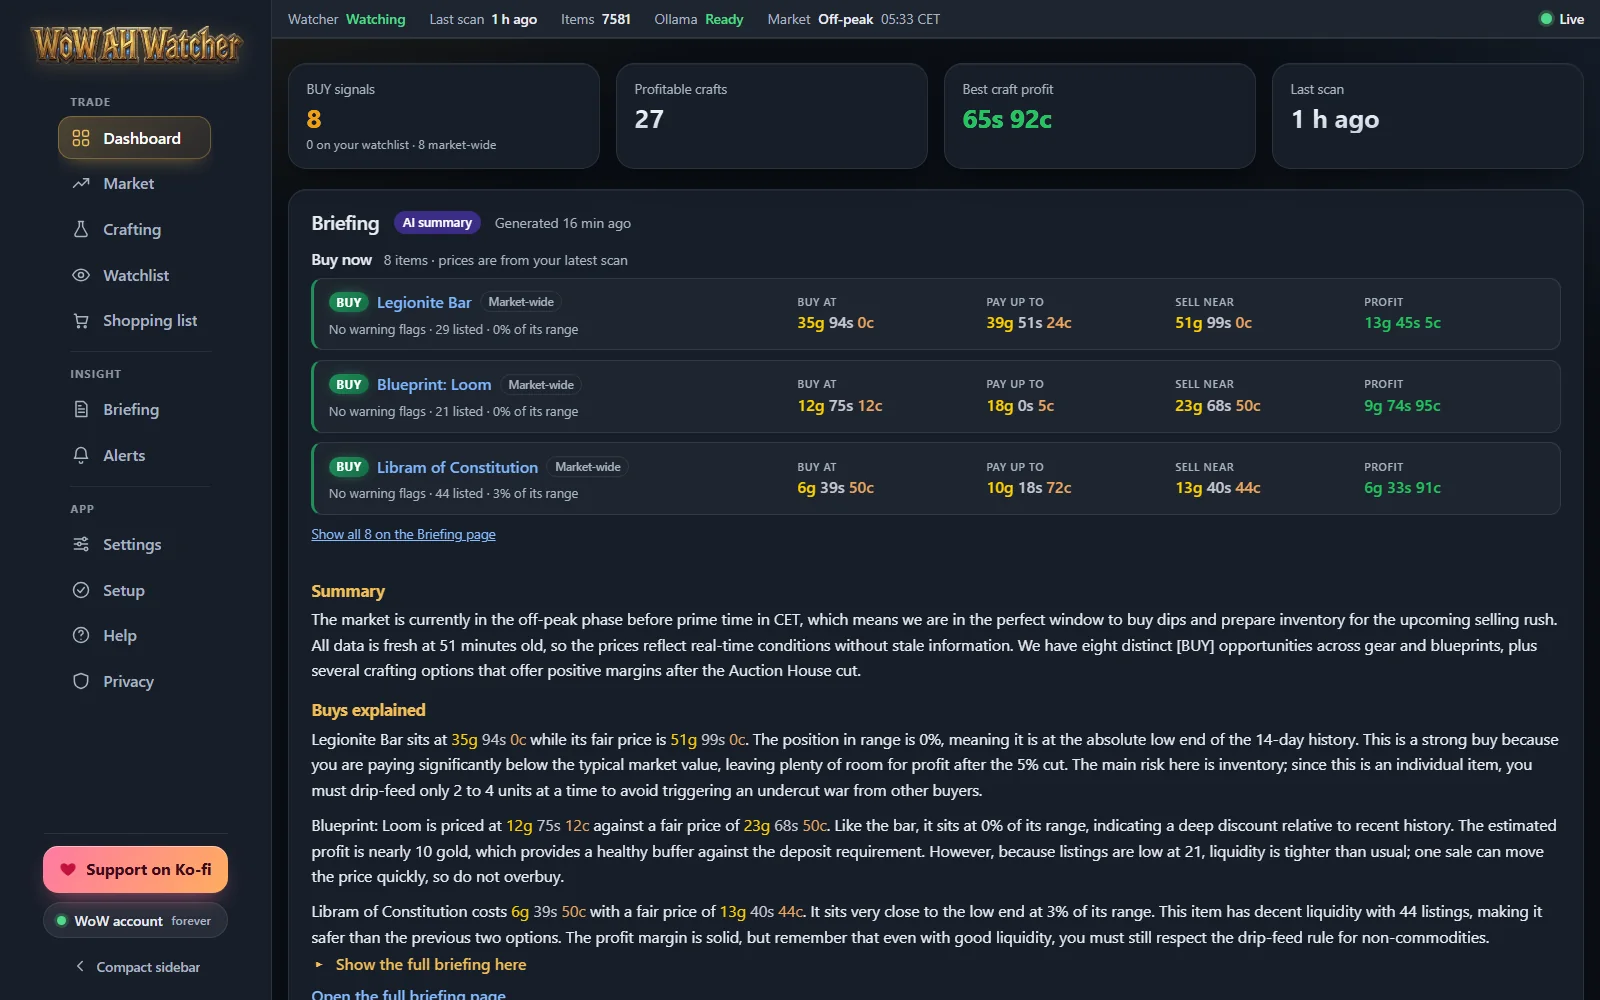 WoW AH Watcher
TRADE
Dashboard
Market
Crafting
Watchlist
Shopping list
INSIGHT
Briefing
Alerts
APP
Settings
Setup
Help
Privacy
Support on Ko-fi
WoW account forever
Compact sidebar
Watcher Watching Last scan 1 h ago Items 7581 Ollama Ready Market Off-peak 05:33 CET
Live
BUY signals
8
0 on your watchlist · 8 market-wide
Profitable crafts
27
Best craft profit
65s 92c
Last scan
1 h ago
Briefing AI summary Generated 16 min ago
Buy now 8 items · prices are from your latest scan
BUY Legionite Bar Market-wide
No warning flags · 29 listed · 0% of its range
BUY AT PAY UP TO SELL NEAR PROFIT
35g 94s 0c 39g 51s 24c 51g 99s 0c 13g 45s 5c
BUY Blueprint: Loom Market-wide
No warning flags · 21 listed · 0% of its range
BUY AT PAY UP TO SELL NEAR PROFIT
12g 75s 12c 18g 0s 5c 23g 68s 50c 9g 74s 95c
BUY Libram of Constitution Market-wide
No warning flags · 44 listed · 3% of its range
BUY AT PAY UP TO SELL NEAR PROFIT
6g 39s 50c 10g 18s 72c 13g 40s 44c 6g 33s 91c
Show all 8 on the Briefing page
Summary
The market is currently in the off-peak phase before prime time in CET, which means we are in the perfect window to buy dips and prepare inventory for the upcoming selling rush.
All data is fresh at 51 minutes old, so the prices reflect real-time conditions without stale information. We have eight distinct [BUY] opportunities across gear and blueprints, plus
several crafting options that offer positive margins after the Auction House cut.
Buys explained
Legionite Bar sits at 35g 94s 0c while its fair price is 51g 99s 0c. The position in range is 0%, meaning it is at the absolute low end of the 14-day history. This is a strong buy because
you are paying significantly below the typical market value, leaving plenty of room for profit after the 5% cut. The main risk here is inventory; since this is an individual item, you
must drip-feed only 2 to 4 units at a time to avoid triggering an undercut war from other buyers.
Blueprint: Loom is priced at 12g 75s 12c against a fair price of 23g 68s 50c. Like the bar, it sits at 0% of its range, indicating a deep discount relative to recent history. The estimated
profit is nearly 10 gold, which provides a healthy buffer against the deposit requirement. However, because listings are low at 21, liquidity is tighter than usual; one sale can move
the price quickly, so do not overbuy.
Libram of Constitution costs 6g 39s 50c with a fair price of 13g 40s 44c. It sits very close to the low end at 3% of its range. This item has decent liquidity with 44 listings, making it
safer than the previous two options. The profit margin is solid, but remember that even with good liquidity, you must still respect the drip-feed rule for non-commodities.
Show the full briefing here
Open the full briefing page